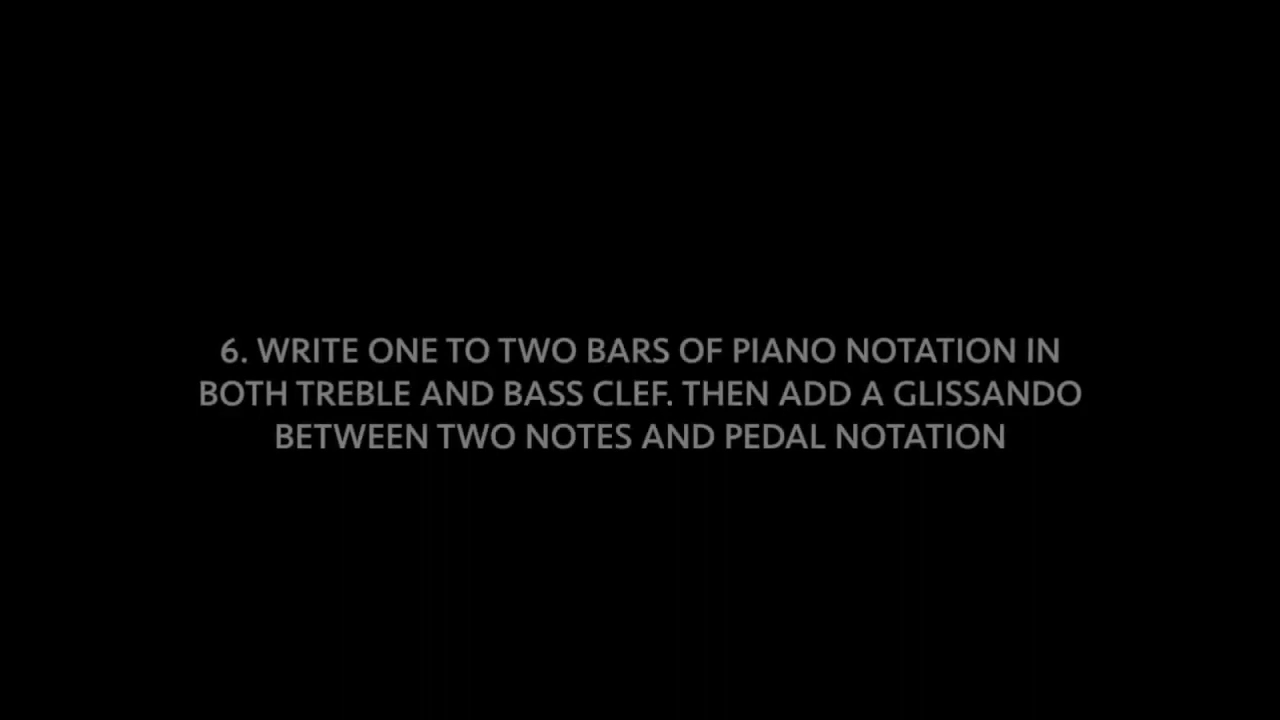 6. WRITE ONE TO TWO BARS OF PIANO NOTATION IN
BOTH TREBLE AND BASS CLEF. THEN ADD A GLISSANDO
BETWEEN TWO NOTES AND PEDAL NOTATION